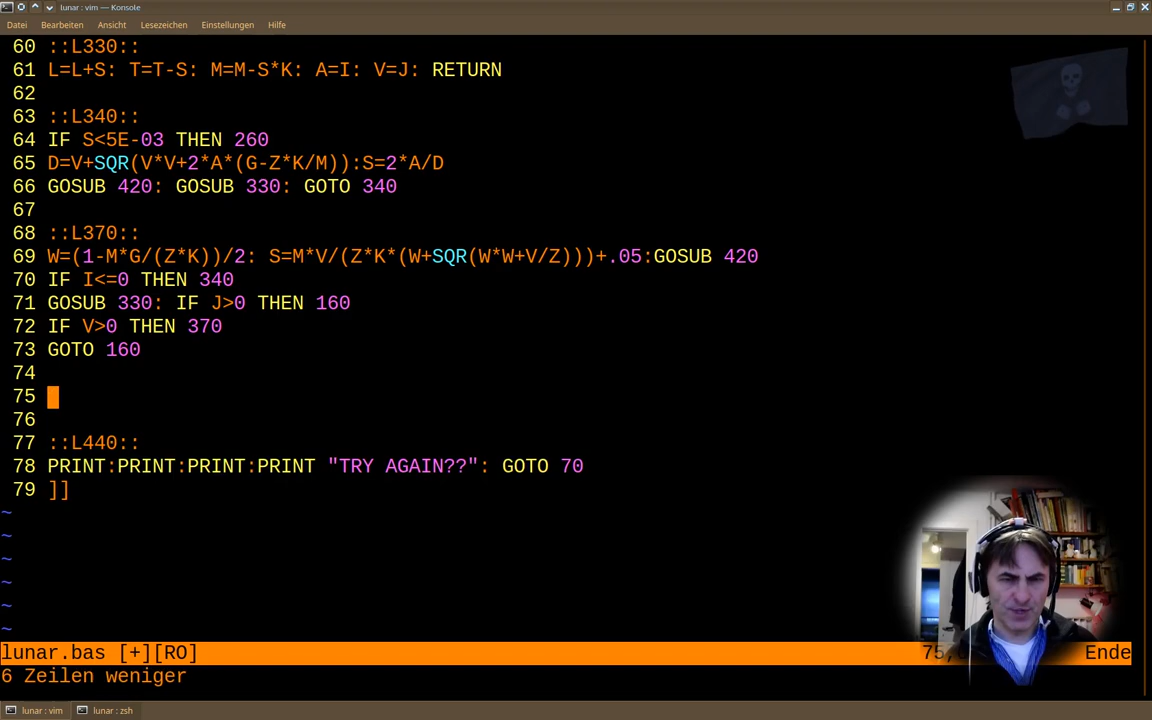 lunar : vim — Konsole
Datei Bearbeiten Ansicht Lesezeichen Einstellungen Hilfe
60 ::L330::
61 L=L+S: T=T-S: M=M-S*K: A=I: V=J: RETURN
62
63 ::L340::
64 IF S<5E-03 THEN 260
65 D=V+SQR(V*V+2*A*(G-Z*K/M)):S=2*A/D
66 GOSUB 420: GOSUB 330: GOTO 340
67
68 ::L370::
69 W=(1-M*G/(Z*K))/2: S=M*V/(Z*K*(W+SQR(W*W+V/Z)))+.05:GOSUB 420
70 IF I<=0 THEN 340
71 GOSUB 330: IF J>0 THEN 160
72 IF V>0 THEN 370
73 GOTO 160
74
75
76
77 ::L440::
78 PRINT:PRINT:PRINT:PRINT "TRY AGAIN??": GOTO 70
79 ]]
~
~
~
~
~
~
lunar.bas [+][RO] 75, Ende
6 Zeilen weniger
lunar : vim lunar : zsh